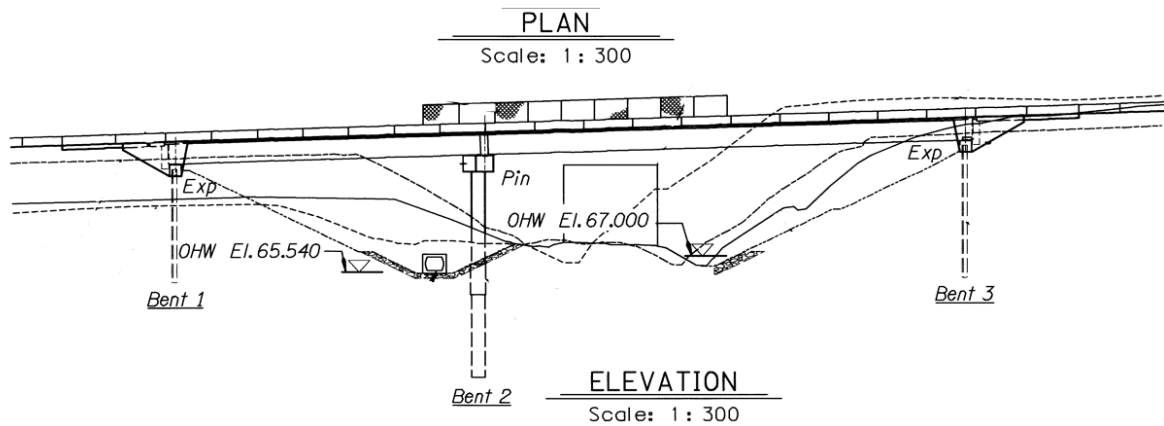 PLAN
Scale: 1:300
Exp
Pin
Exp
OHW El. 67.000
OHW El. 65.540
Bent 1
Bent 3
Bent 2
ELEVATION
Scale: 1:300